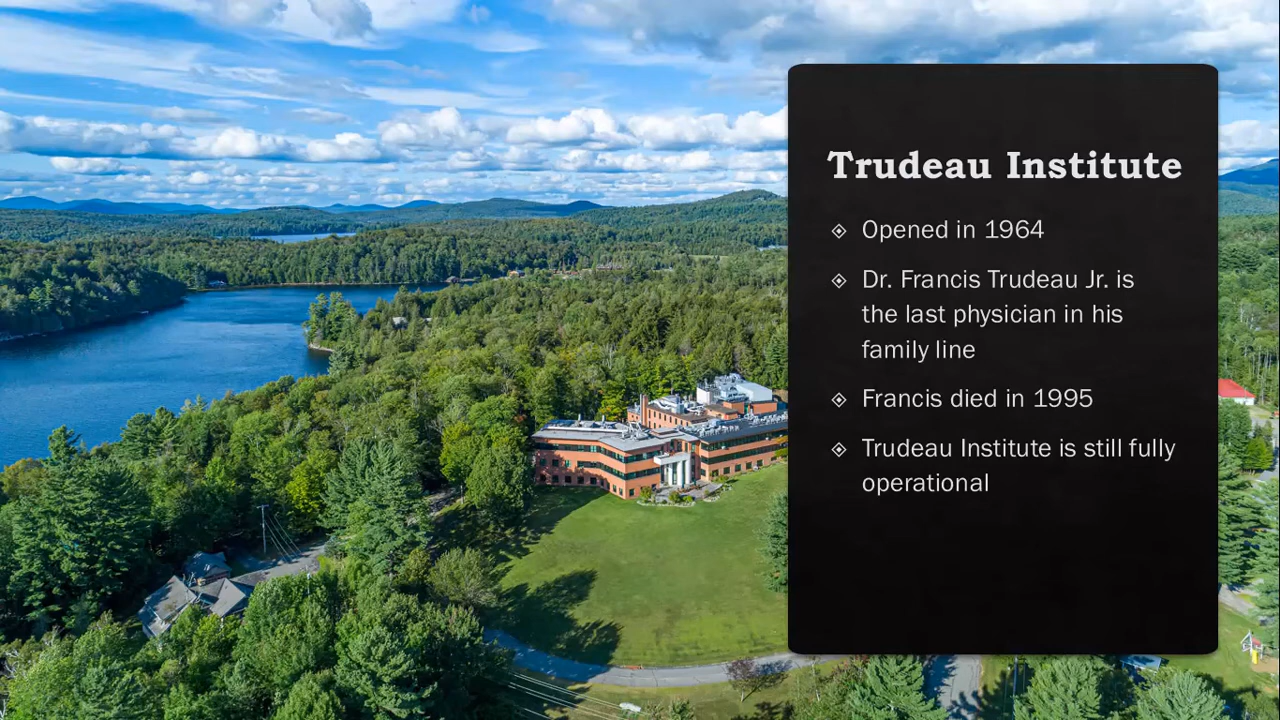 Trudeau Institute
Opened in 1964
Dr. Francis Trudeau Jr. is
the last physician in his
family line
Francis died in 1995
Trudeau Institute is still fully
operational